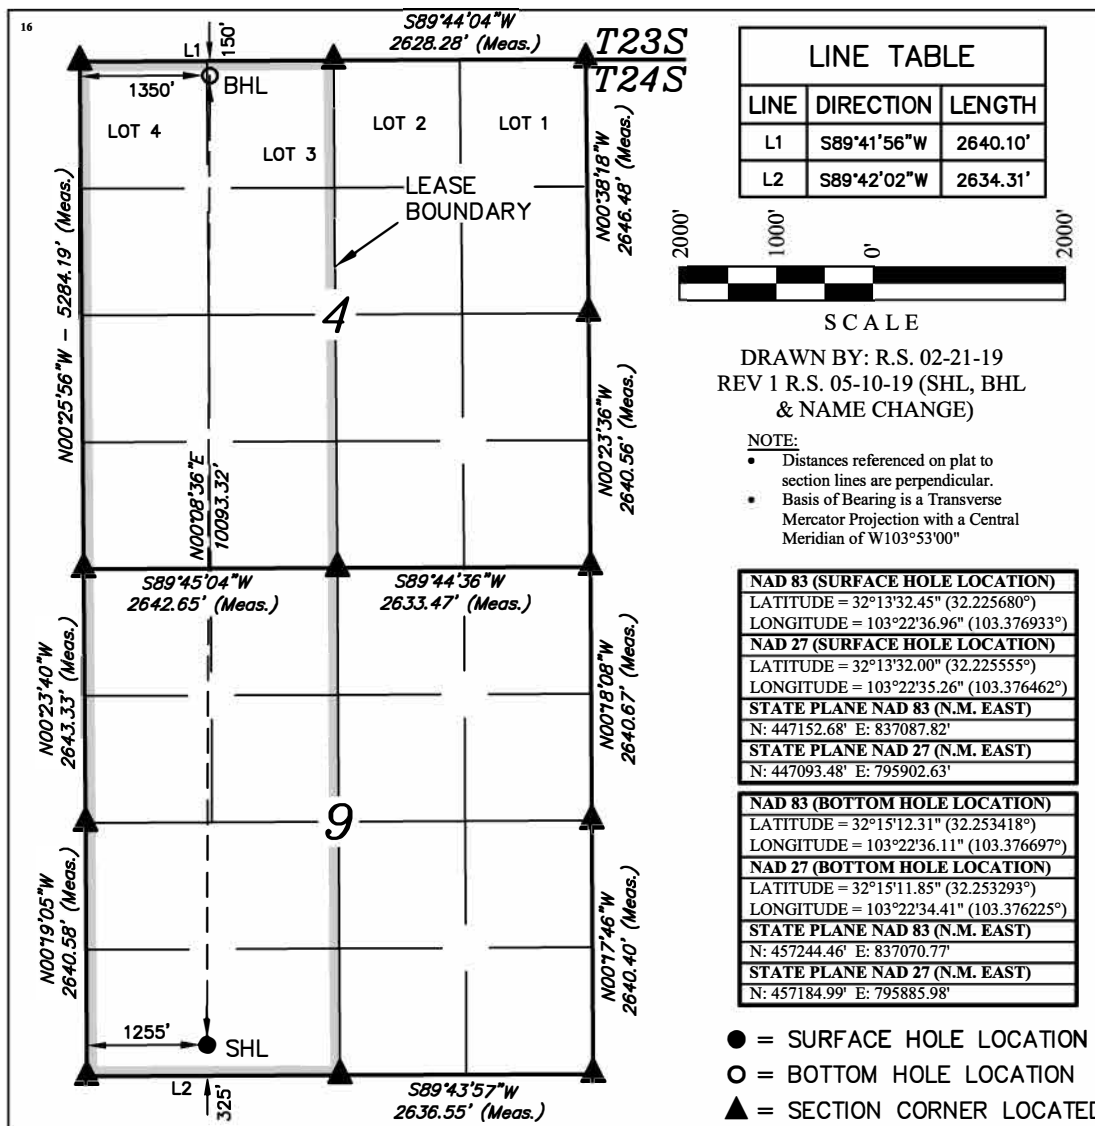 16
S89°44'04"W
2628.28' (Meas.)
T23S
T24S
L1
150'
1350'
BHL
LOT 4
LOT 3
LOT 2
LOT 1
LEASE
BOUNDARY
N00°38'18"W
2646.48' (Meas.)
N00°25'56"W - 5284.19' (Meas.)
4
N00°23'36"W
2640.56' (Meas.)
N00°08'36"E
10093.32'
S89°45'04"W
2642.65' (Meas.)
S89°44'36"W
2633.47' (Meas.)
N00°23'40"W
2643.33' (Meas.)
N00°18'08"W
2640.67' (Meas.)
9
N00°19'05"W
2640.58' (Meas.)
N00°17'46"W
2640.40' (Meas.)
1255'
SHL
L2
325'
S89°43'57"W
2636.55' (Meas.)
LINE TABLE
LINE DIRECTION LENGTH
L1 S89°41'56"W 2640.10'
L2 S89°42'02"W 2634.31'
2000' 1000' 0' 2000'
SCALE
DRAWN BY: R.S. 02-21-19
REV 1 R.S. 05-10-19 (SHL, BHL
& NAME CHANGE)
NOTE:
• Distances referenced on plat to
section lines are perpendicular.
• Basis of Bearing is a Transverse
Mercator Projection with a Central
Meridian of W103°53'00"
NAD 83 (SURFACE HOLE LOCATION)
LATITUDE = 32°13'32.45" (32.225680°)
LONGITUDE = 103°22'36.96" (103.376933°)
NAD 27 (SURFACE HOLE LOCATION)
LATITUDE = 32°13'32.00" (32.225555°)
LONGITUDE = 103°22'35.26" (103.376462°)
STATE PLANE NAD 83 (N.M. EAST)
N: 447152.68' E: 837087.82'
STATE PLANE NAD 27 (N.M. EAST)
N: 447093.48' E: 795902.63'
NAD 83 (BOTTOM HOLE LOCATION)
LATITUDE = 32°15'12.31" (32.253418°)
LONGITUDE = 103°22'36.11" (103.376697°)
NAD 27 (BOTTOM HOLE LOCATION)
LATITUDE = 32°15'11.85" (32.253293°)
LONGITUDE = 103°22'34.41" (103.376225°)
STATE PLANE NAD 83 (N.M. EAST)
N: 457244.46' E: 837070.77'
STATE PLANE NAD 27 (N.M. EAST)
N: 457184.99' E: 795885.98'
= SURFACE HOLE LOCATION
= BOTTOM HOLE LOCATION
= SECTION CORNER LOCATED